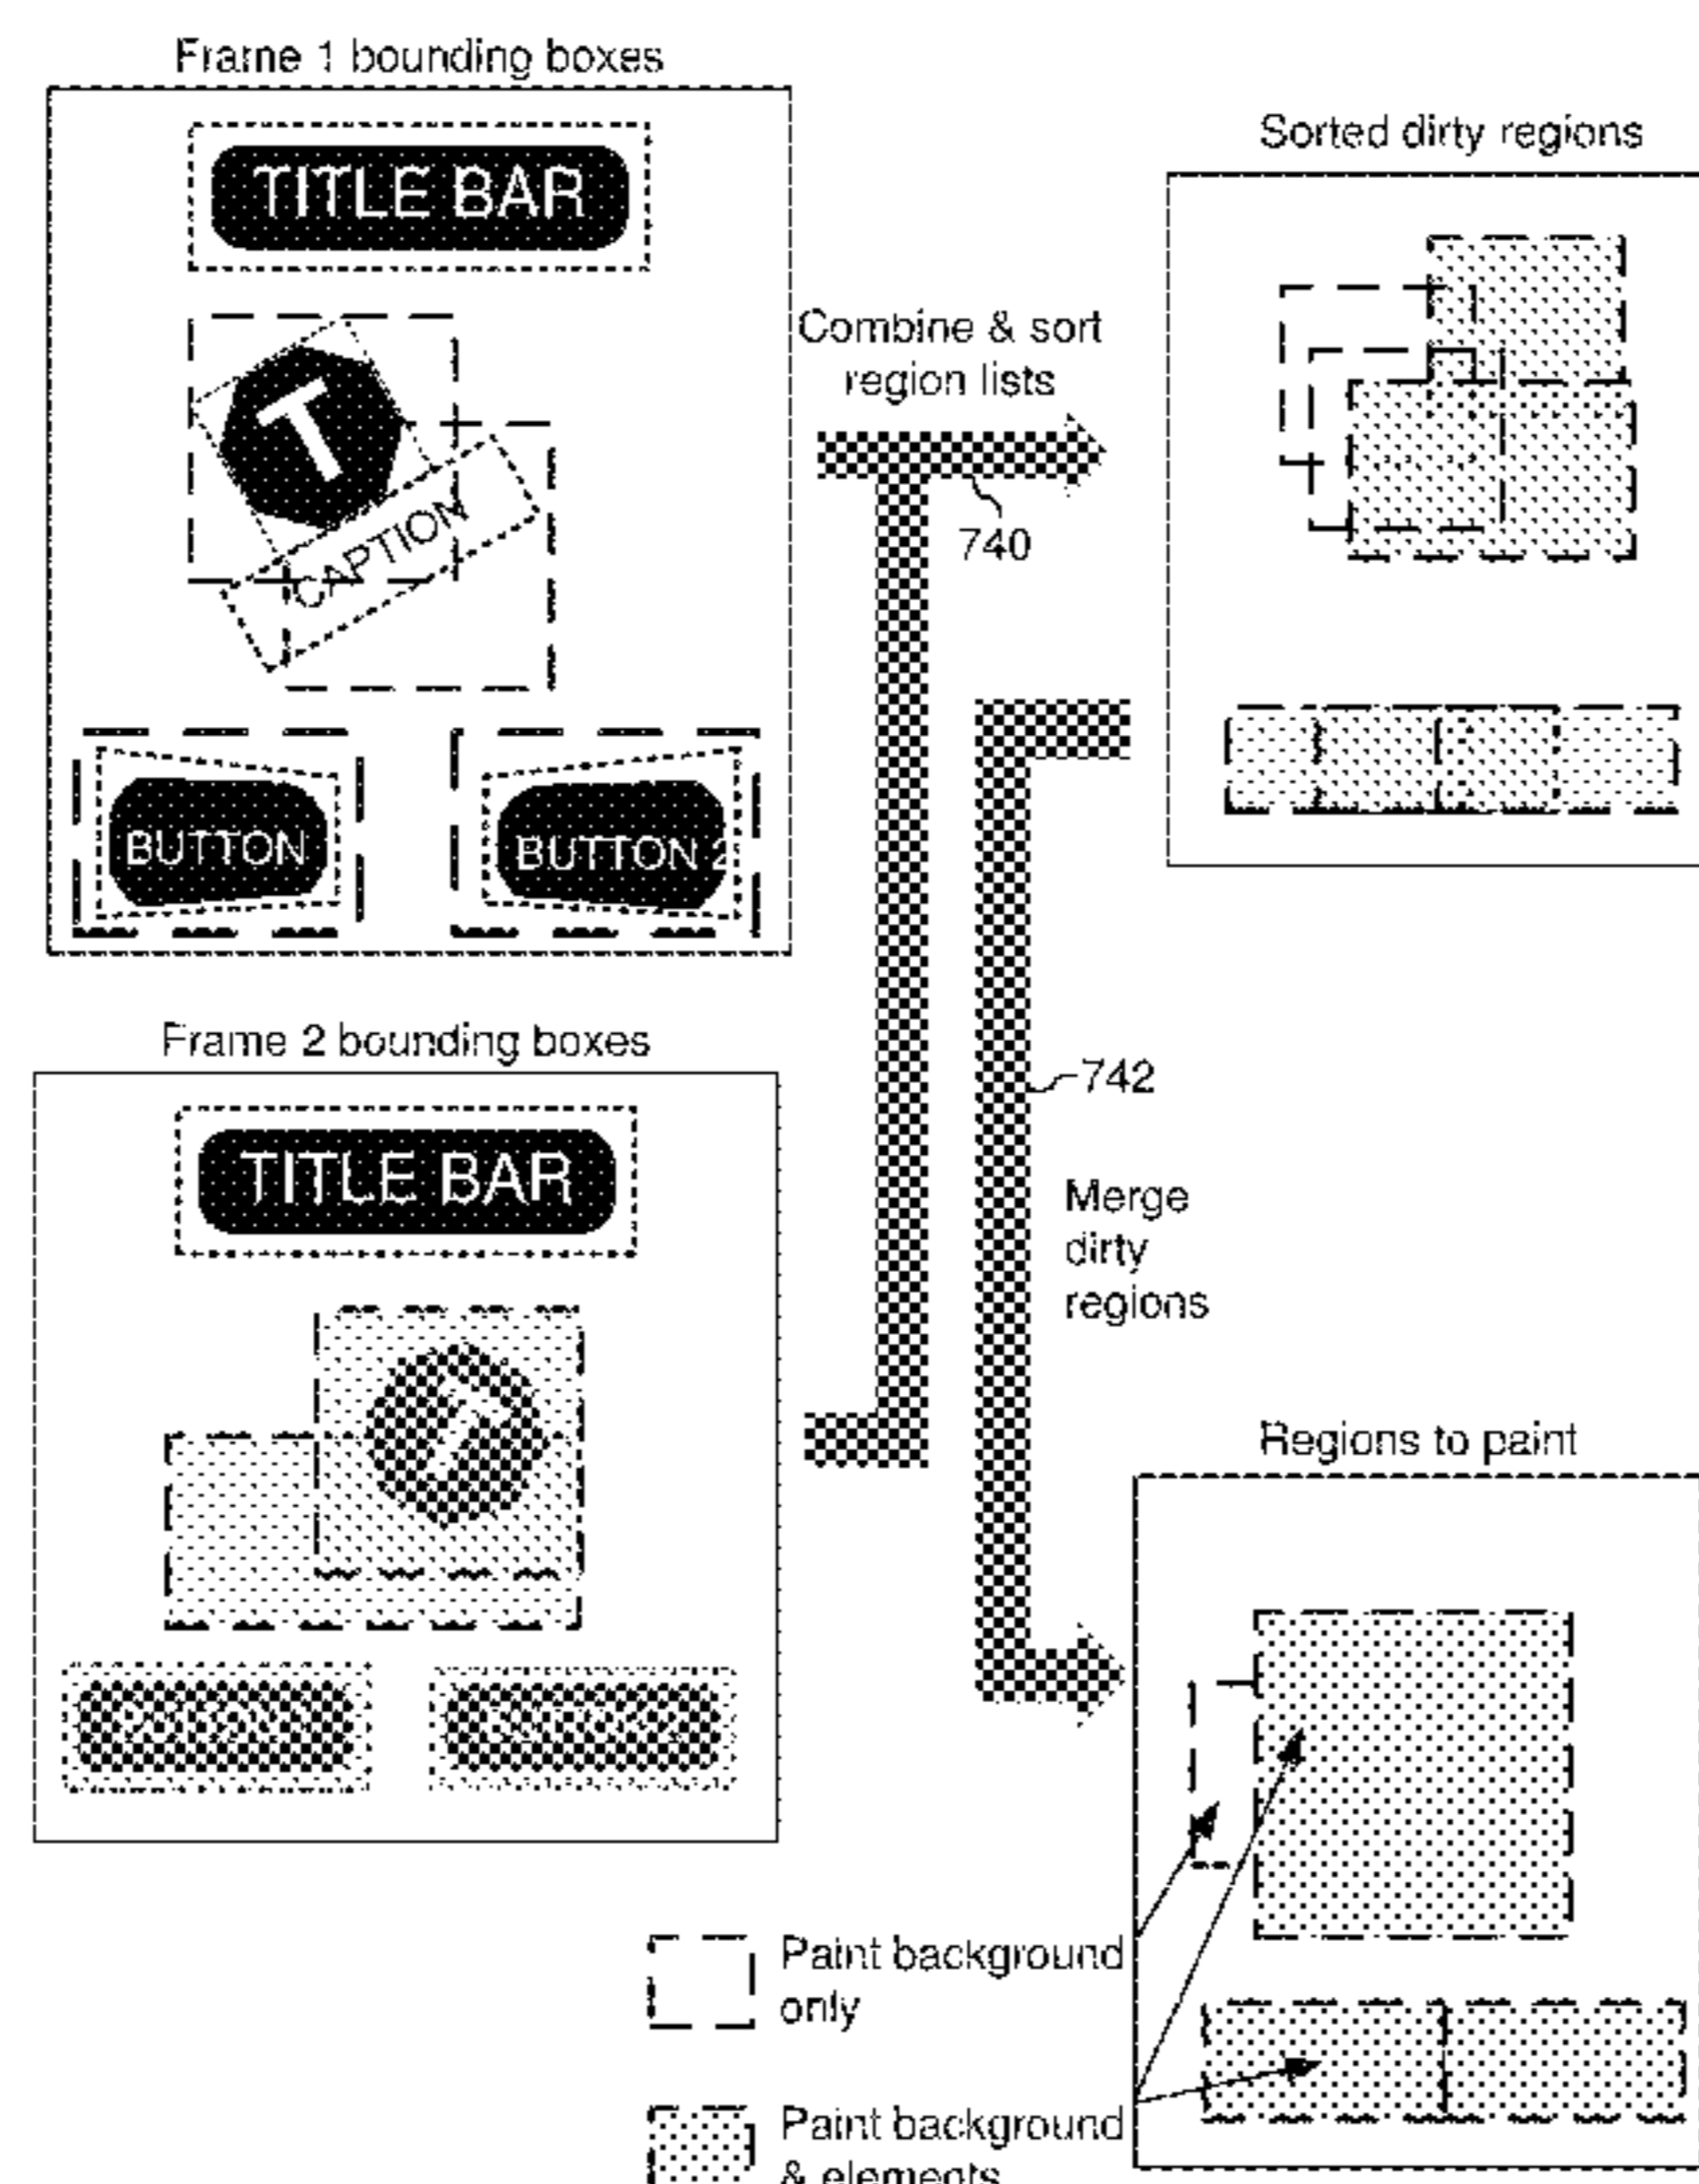 Frame 1 bounding boxes
TITLE BAR
T
CAPTION
BUTTON
BUTTON 2
Combine & sort
region lists
740
Sorted dirty regions
Frame 2 bounding boxes
TITLE BAR
742
Merge
dirty
regions
Regions to paint
Paint background
only
Paint background
& elements